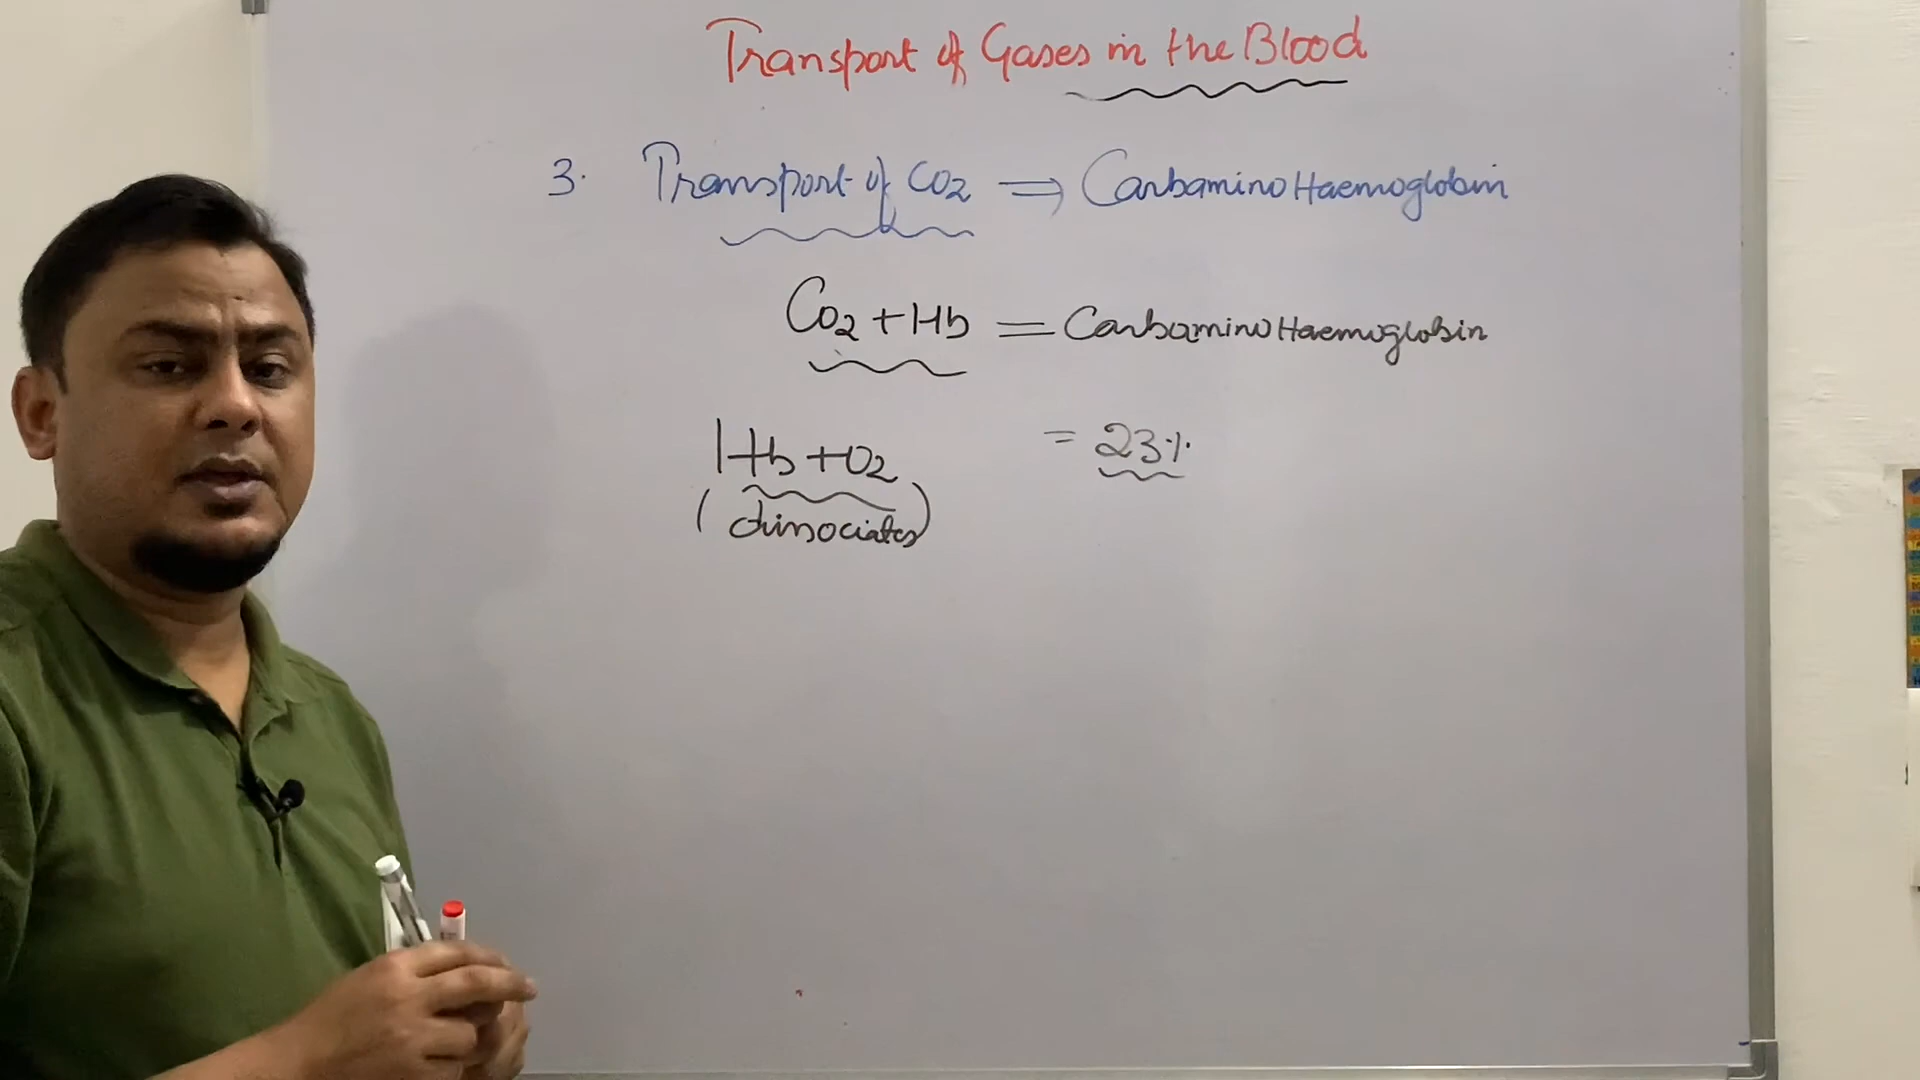 Transport of Gases in the Blood
3. Transport of CO2 ⇒ Carbamino Haemoglobin
CO2 + Hb = Carbamino Haemoglobin
Hb + O2 = 23%
(dissociates)